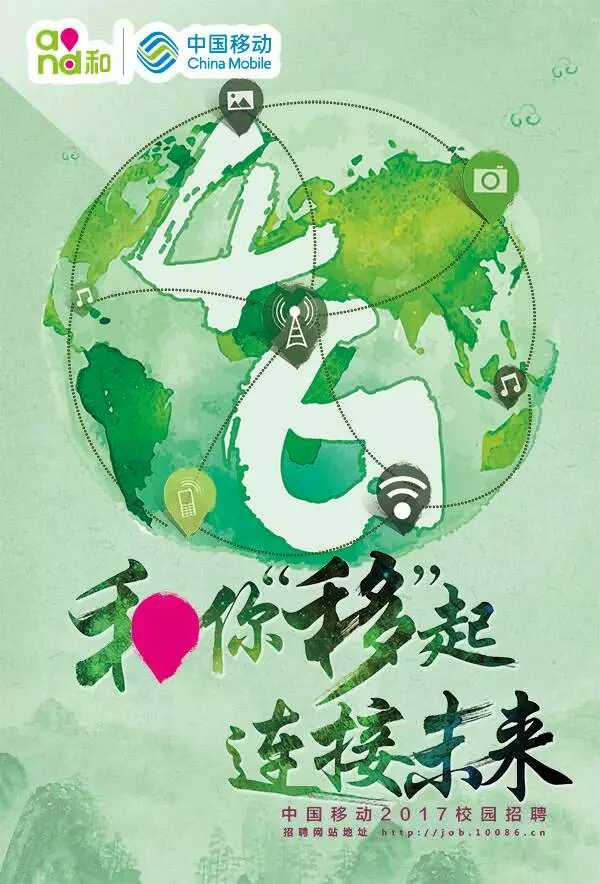 and和 中国移动
China Mobile
4G
和你“移”起
连接未来
中国移动2017校园招聘
招聘网站地址 http://job.10086.cn